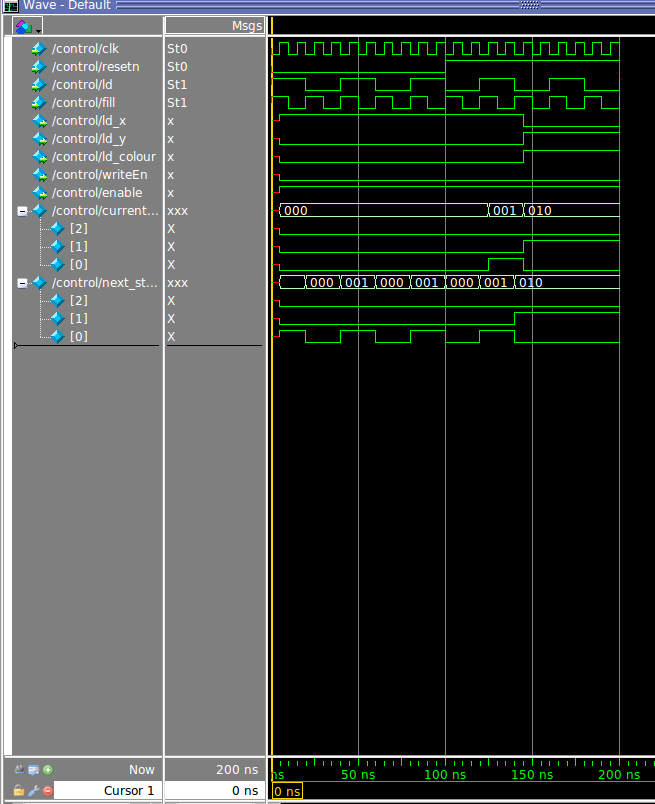 Wave - Default
Msgs
/control/clk St0
/control/resetn St0
/control/ld St1
/control/fill St1
/control/ld_x x
/control/ld_y x
/control/ld_colour x
/control/writeEn x
/control/enable x
/control/current... xxx 000 001 010
[2] X
[1] X
[0] X
/control/next_st... xxx 000 001 000 001 000 001 010
[2] X
[1] X
[0] X
Now 200 ns ns 50 ns 100 ns 150 ns 200 ns
Cursor 1 0 ns 0 ns